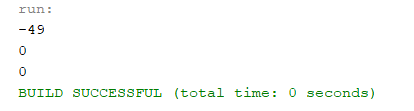 run:
-49
0
0
BUILD SUCCESSFUL (total time: 0 seconds)